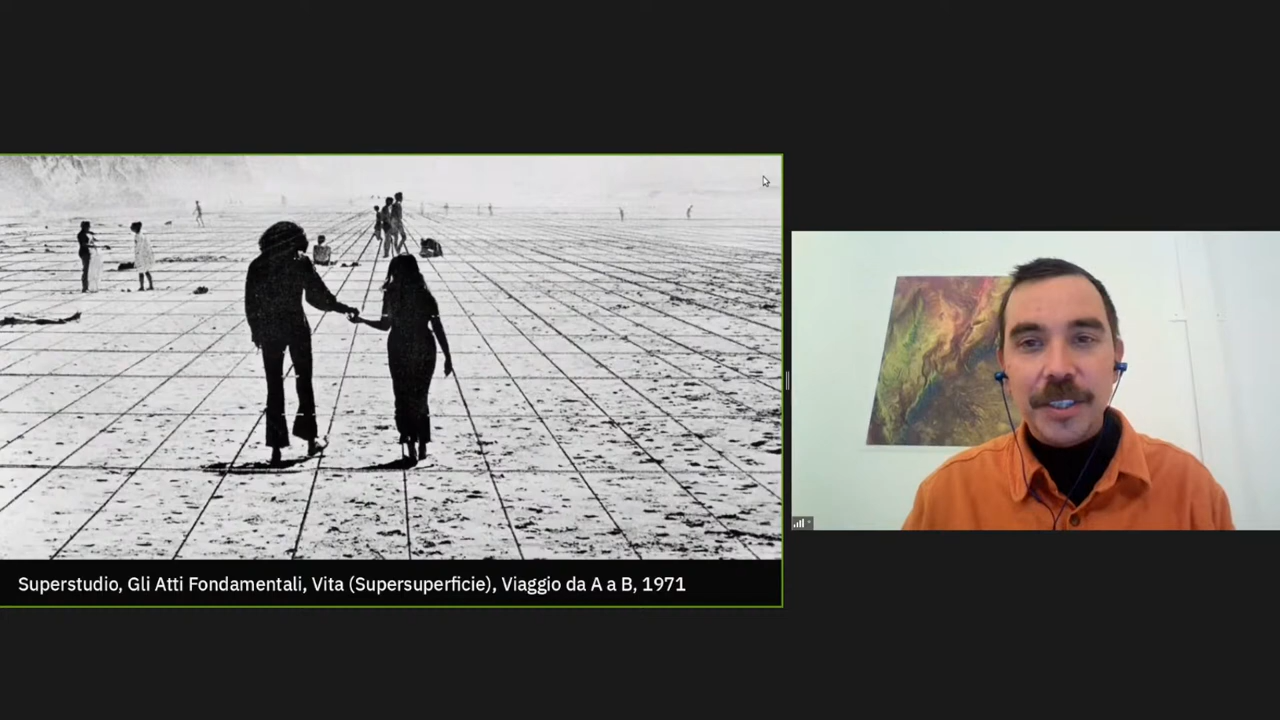 Superstudio, Gli Atti Fondamentali, Vita (Supersuperficie), Viaggio da A a B, 1971